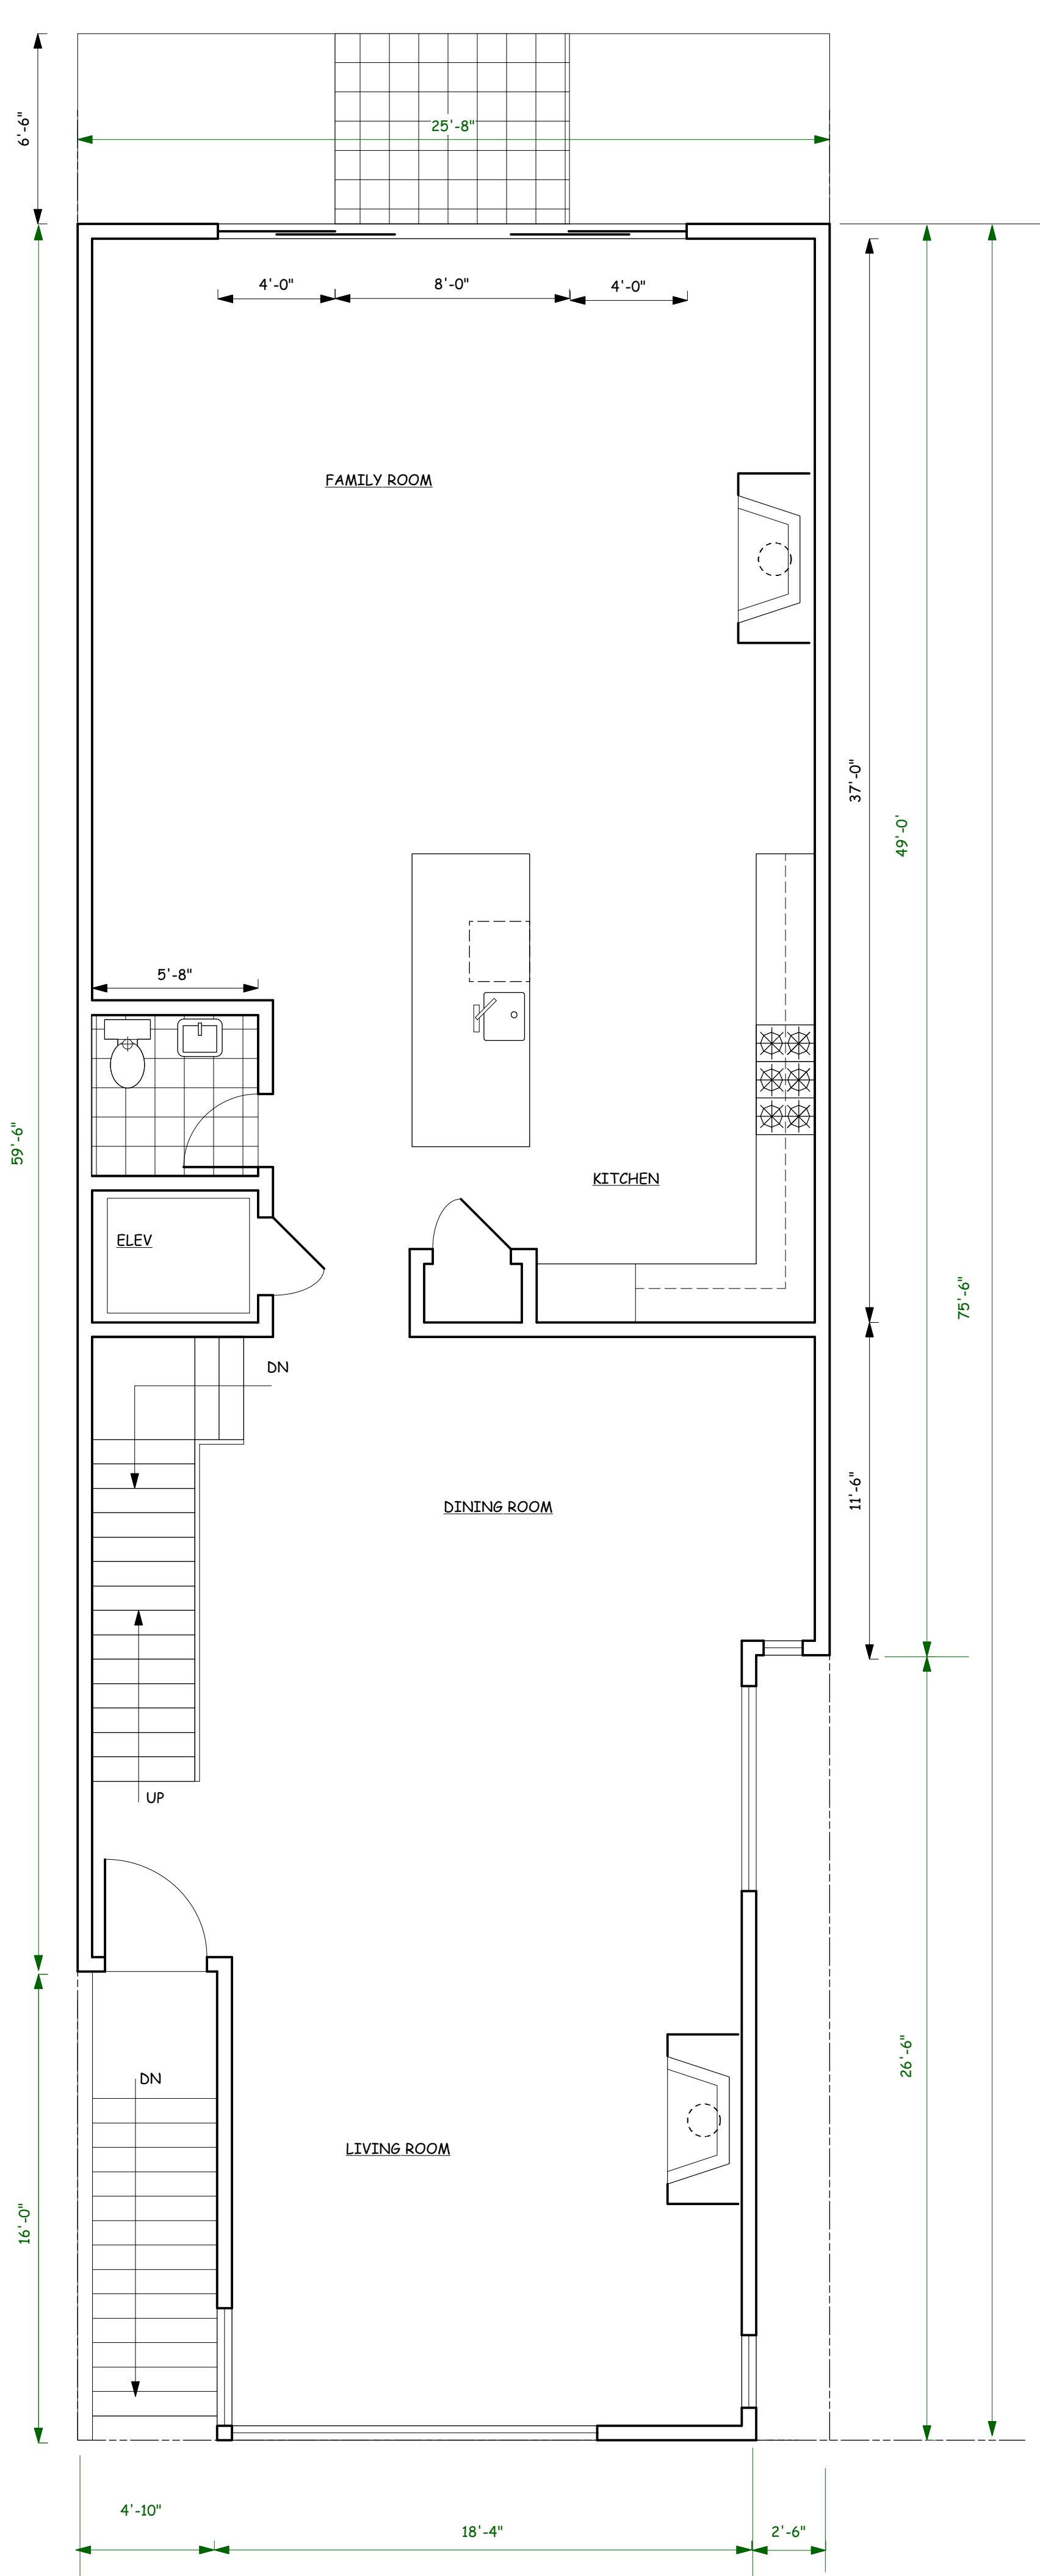 6'-6"
25'-8"
4'-0"
8'-0"
4'-0"
FAMILY ROOM
37'-0"
49'-0'
5'-8"
59'-6"
KITCHEN
ELEV
75'-6"
DN
11'-6"
DINING ROOM
UP
26'-6"
DN
LIVING ROOM
16'-0"
4'-10"
18'-4"
2'-6"